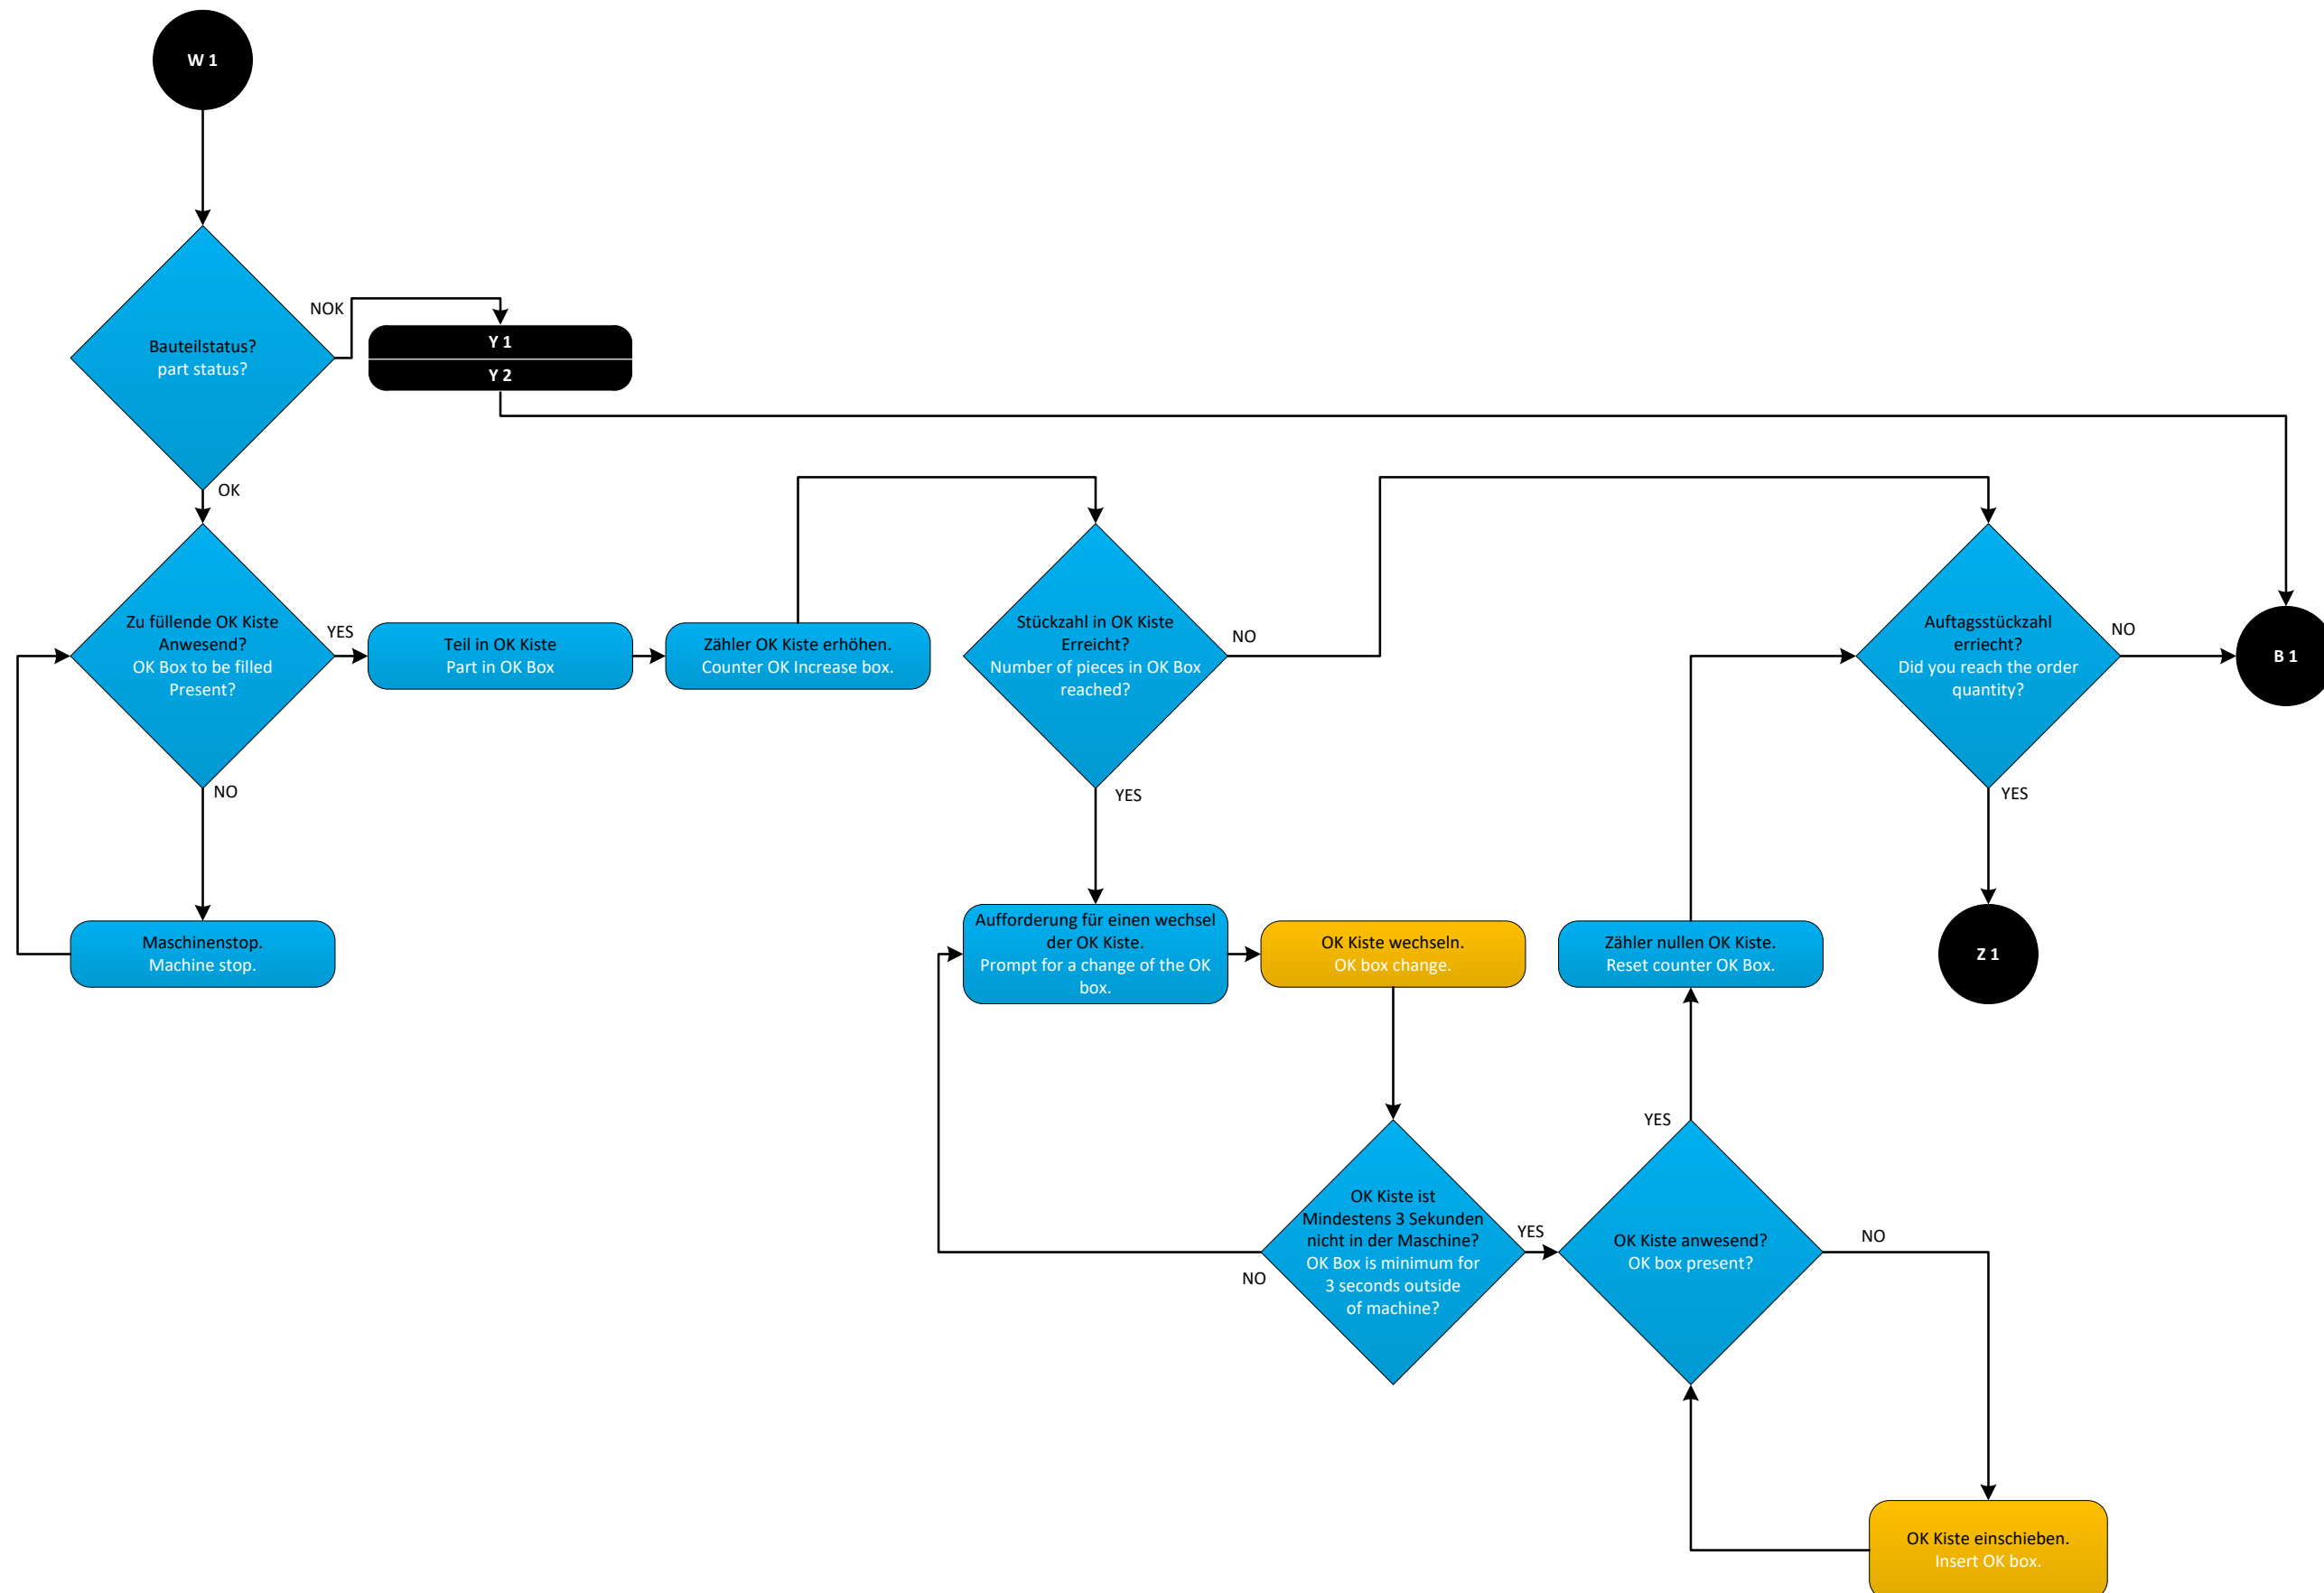 W 1
Bauteilstatus?
part status?
NOK
Y 1
Y 2
OK
Zu füllende OK Kiste
Anwesend?
OK Box to be filled
Present?
YES
NO
Teil in OK Kiste
Part in OK Box
Zähler OK Kiste erhöhen.
Counter OK Increase box.
Stückzahl in OK Kiste
Erreicht?
Number of pieces in OK Box
reached?
NO
YES
Auftagsstückzahl
erriecht?
Did you reach the order
quantity?
NO
YES
B 1
Maschinenstop.
Machine stop.
Aufforderung für einen wechsel
der OK Kiste.
Prompt for a change of the OK
box.
OK Kiste wechseln.
OK box change.
Zähler nullen OK Kiste.
Reset counter OK Box.
Z 1
OK Kiste ist
Mindestens 3 Sekunden
nicht in der Maschine?
OK Box is minimum for
3 seconds outside
of machine?
NO
YES
YES
OK Kiste anwesend?
OK box present?
NO
OK Kiste einschieben.
Insert OK box.